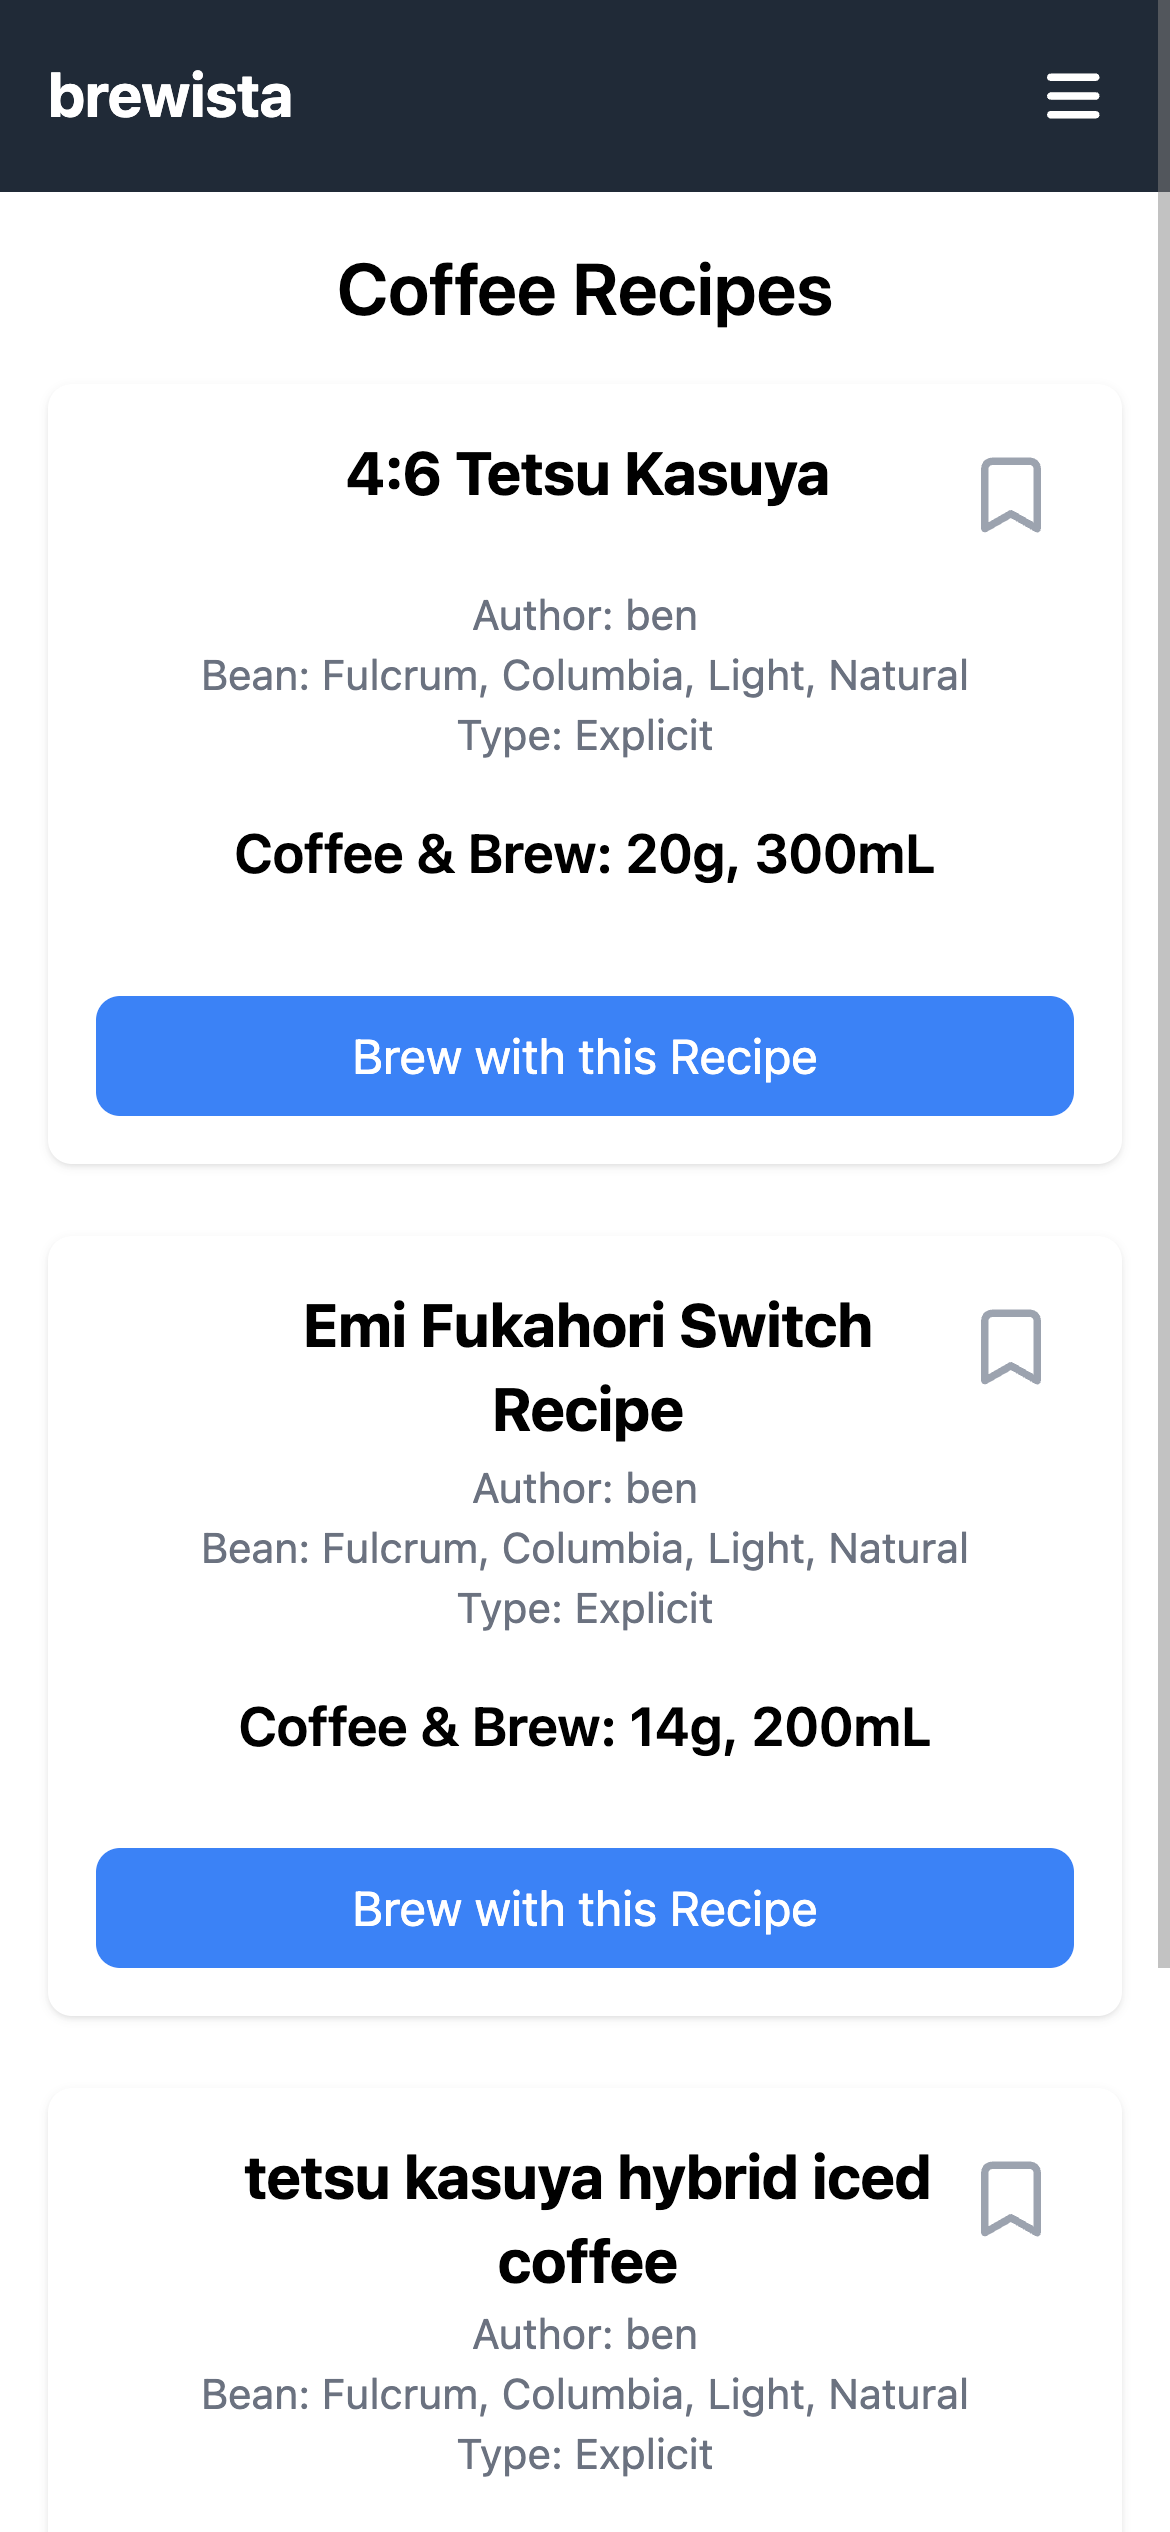 brewista
Coffee Recipes
4:6 Tetsu Kasuya
Author: ben
Bean: Fulcrum, Columbia, Light, Natural
Type: Explicit
Coffee & Brew: 20g, 300mL
Brew with this Recipe
Emi Fukahori Switch
Recipe
Author: ben
Bean: Fulcrum, Columbia, Light, Natural
Type: Explicit
Coffee & Brew: 14g, 200mL
Brew with this Recipe
tetsu kasuya hybrid iced
coffee
Author: ben
Bean: Fulcrum, Columbia, Light, Natural
Type: Explicit